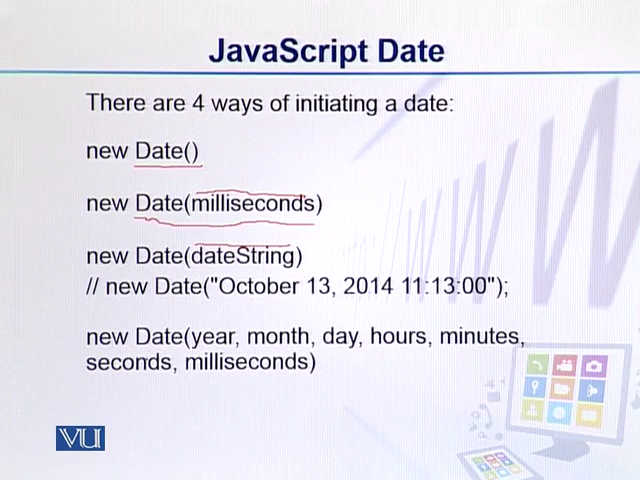 JavaScript Date
There are 4 ways of initiating a date:
new Date()
new Date(milliseconds)
new Date(dateString)
// new Date("October 13, 2014 11:13:00");
new Date(year, month, day, hours, minutes,
seconds, milliseconds)
VU